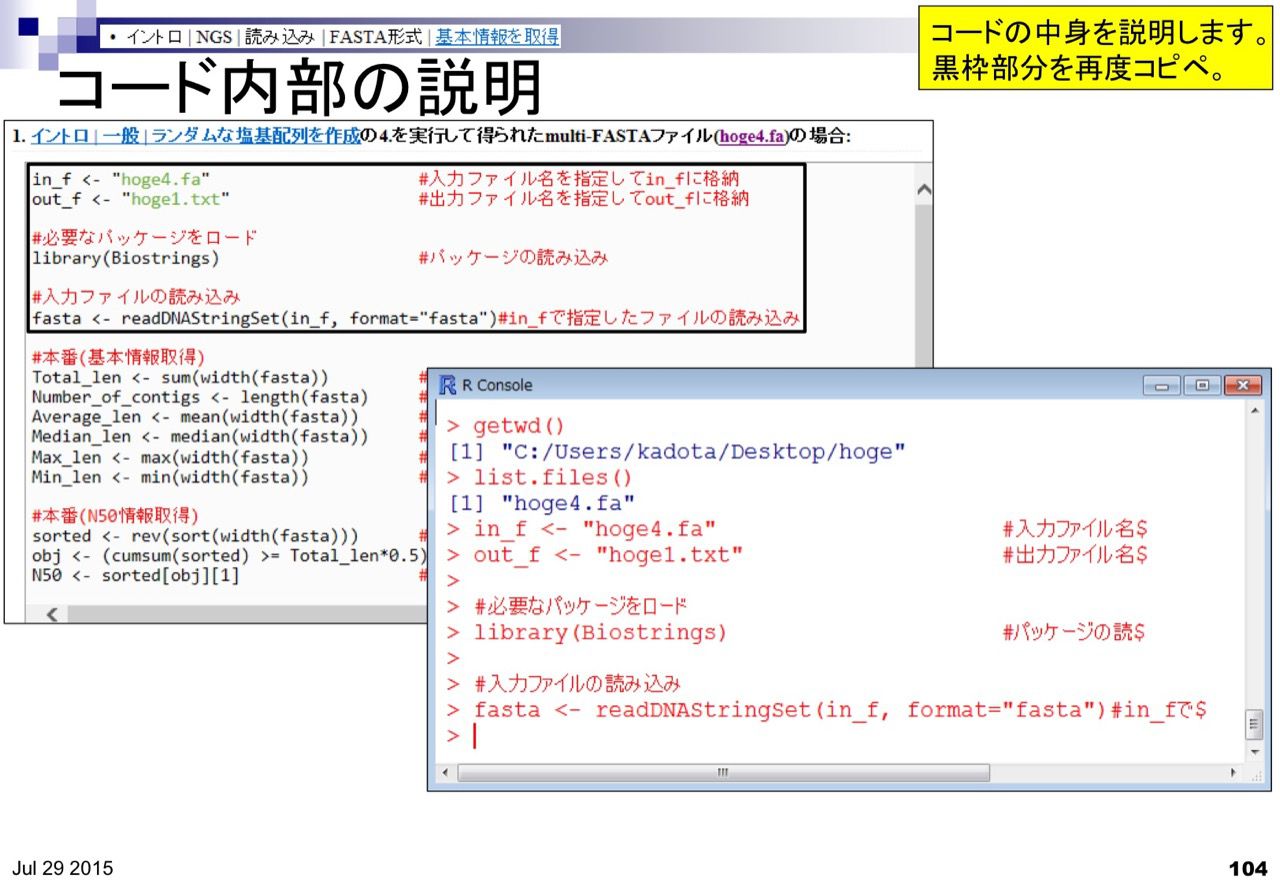 • イントロ | NGS | 読み込み | FASTA形式 | 基本情報を取得
コードの中身を説明します。
黒枠部分を再度コピペ。
コード内部の説明
1. イントロ | 一般 | ランダムな塩基配列を作成の4.を実行して得られたmulti-FASTAファイル(hoge4.fa)の場合:
in_f <- "hoge4.fa" #入力ファイル名を指定してin_fに格納
out_f <- "hoge1.txt" #出力ファイル名を指定してout_fに格納
#必要なパッケージをロード
library(Biostrings) #パッケージの読み込み
#入力ファイルの読み込み
fasta <- readDNAStringSet(in_f, format="fasta")#in_fで指定したファイルの読み込み
#本番(基本情報取得)
Total_len <- sum(width(fasta)) #
Number_of_contigs <- length(fasta) #
Average_len <- mean(width(fasta)) #
Median_len <- median(width(fasta)) #
Max_len <- max(width(fasta)) #
Min_len <- min(width(fasta)) #
#本番(N50情報取得)
sorted <- rev(sort(width(fasta))) #
obj <- (cumsum(sorted) >= Total_len*0.5)
N50 <- sorted[obj][1] #
R Console
> getwd()
[1] "C:/Users/kadota/Desktop/hoge"
> list.files()
[1] "hoge4.fa"
> in_f <- "hoge4.fa" #入力ファイル名$
> out_f <- "hoge1.txt" #出力ファイル名$
>
> #必要なパッケージをロード
> library(Biostrings) #パッケージの読$
>
> #入力ファイルの読み込み
> fasta <- readDNAStringSet(in_f, format="fasta")#in_fで$
>
Jul 29 2015
104